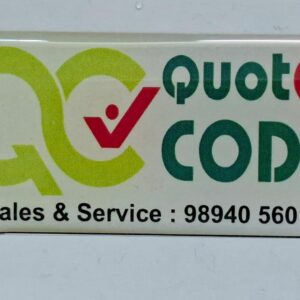 QC QUOT
COD
ales & Service : 98940 560